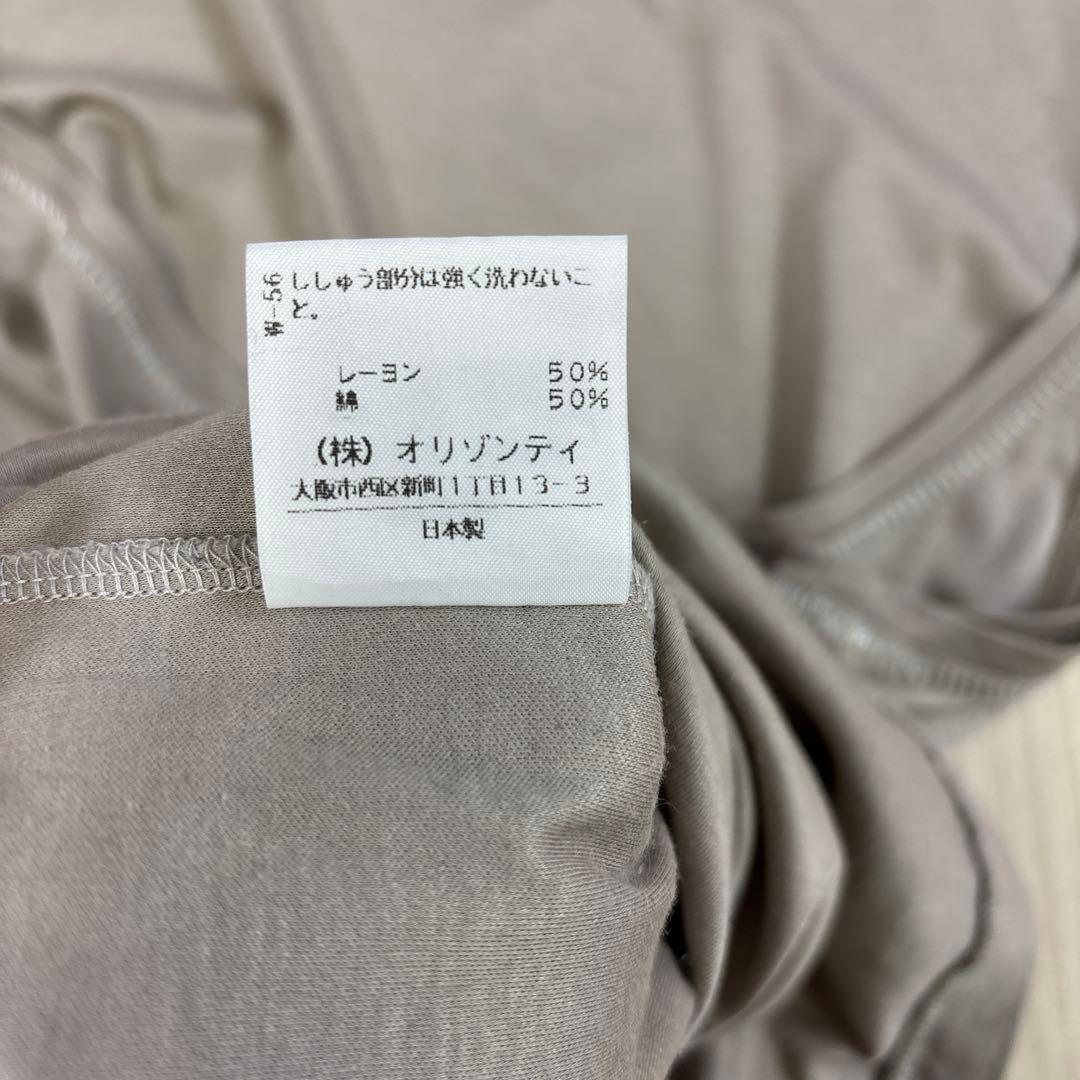 ししゅう部分は強く洗わないこ
と。
レーヨン 50%
綿 50%
(株)オリゾンティ
大阪市西区新町1丁目13-3
日本製